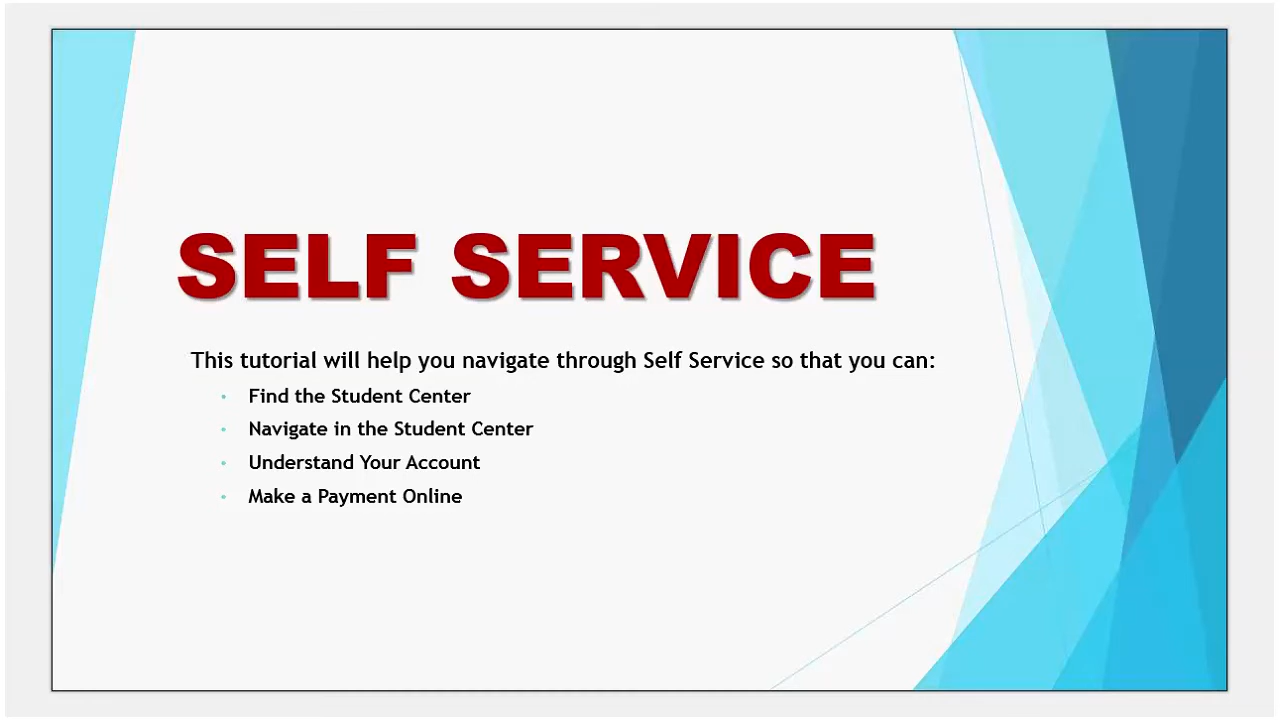 SELF SERVICE
This tutorial will help you navigate through Self Service so that you can:
• Find the Student Center
• Navigate in the Student Center
• Understand Your Account
• Make a Payment Online